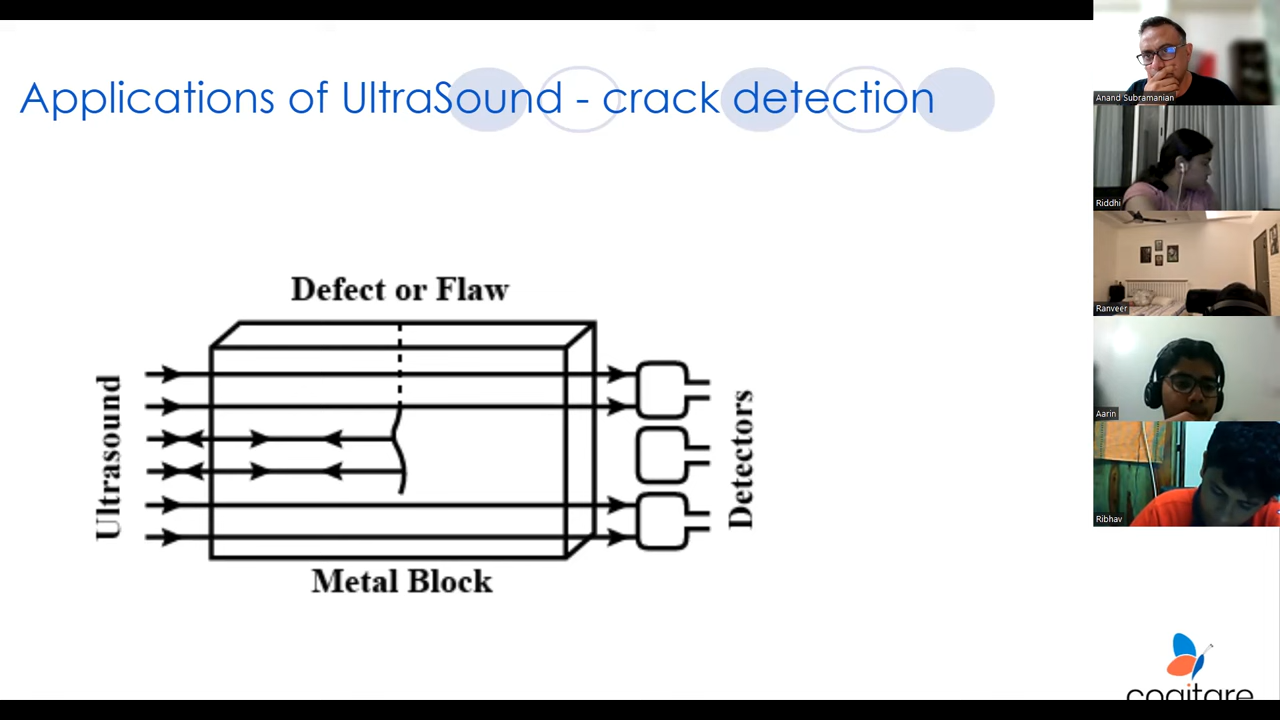 Applications of UltraSound - crack detection
Defect or Flaw
Ultrasound
Detectors
Metal Block
Anand Subramanian
Riddhi
Ranveer
Aarin
Ribhav
cogitare